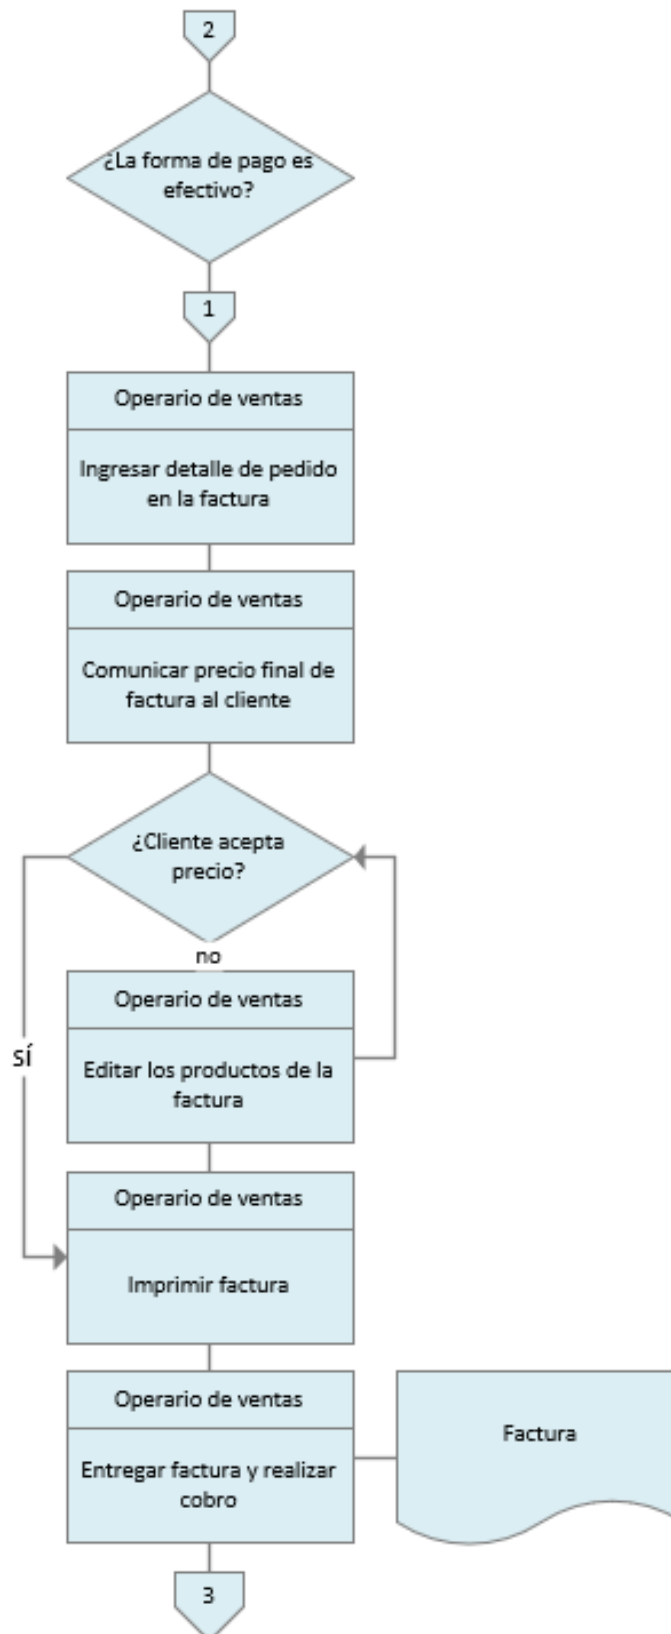 2
¿La forma de pago es
efectivo?
1
Operario de ventas
Ingresar detalle de pedido
en la factura
Operario de ventas
Comunicar precio final de
factura al cliente
¿Cliente acepta
precio?
no
Operario de ventas
SÍ
Editar los productos de la
factura
Operario de ventas
Imprimir factura
Operario de ventas
Factura
Entregar factura y realizar
cobro
3